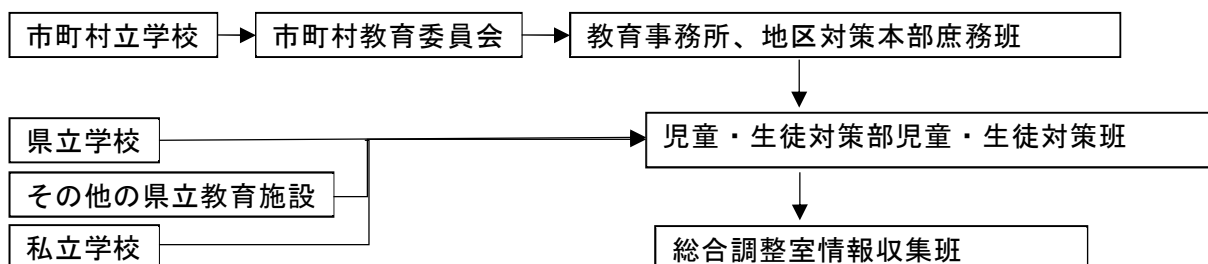 市町村立学校
市町村教育委員会
教育事務所、地区対策本部庶務班
県立学校
児童・生徒対策部児童・生徒対策班
その他の県立教育施設
私立学校
総合調整室情報収集班